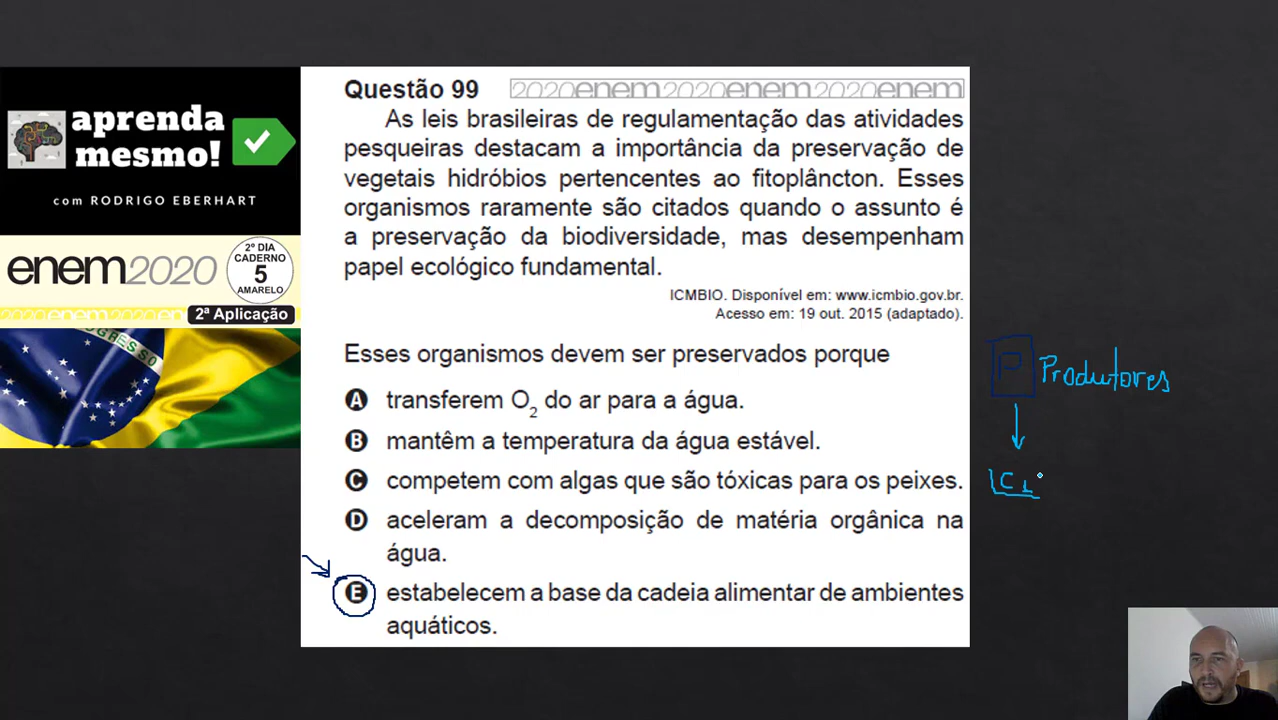 aprenda
mesmo!
com RODRIGO EBERHART
enem2020
2º DIA
CADERNO
5
AMARELO
2ª Aplicação
PROGRESSO
Questão 99
2020enem2020enem2020enem
As leis brasileiras de regulamentação das atividades
pesqueiras destacam a importância da preservação de
vegetais hidróbios pertencentes ao fitoplâncton. Esses
organismos raramente são citados quando o assunto é
a preservação da biodiversidade, mas desempenham
papel ecológico fundamental.
ICMBIO. Disponível em: www.icmbio.gov.br.
Acesso em: 19 out. 2015 (adaptado).
Esses organismos devem ser preservados porque
A transferem O2 do ar para a água.
B mantêm a temperatura da água estável.
C competem com algas que são tóxicas para os peixes.
D aceleram a decomposição de matéria orgânica na
água.
E estabelecem a base da cadeia alimentar de ambientes
aquáticos.
P Produtores
C1